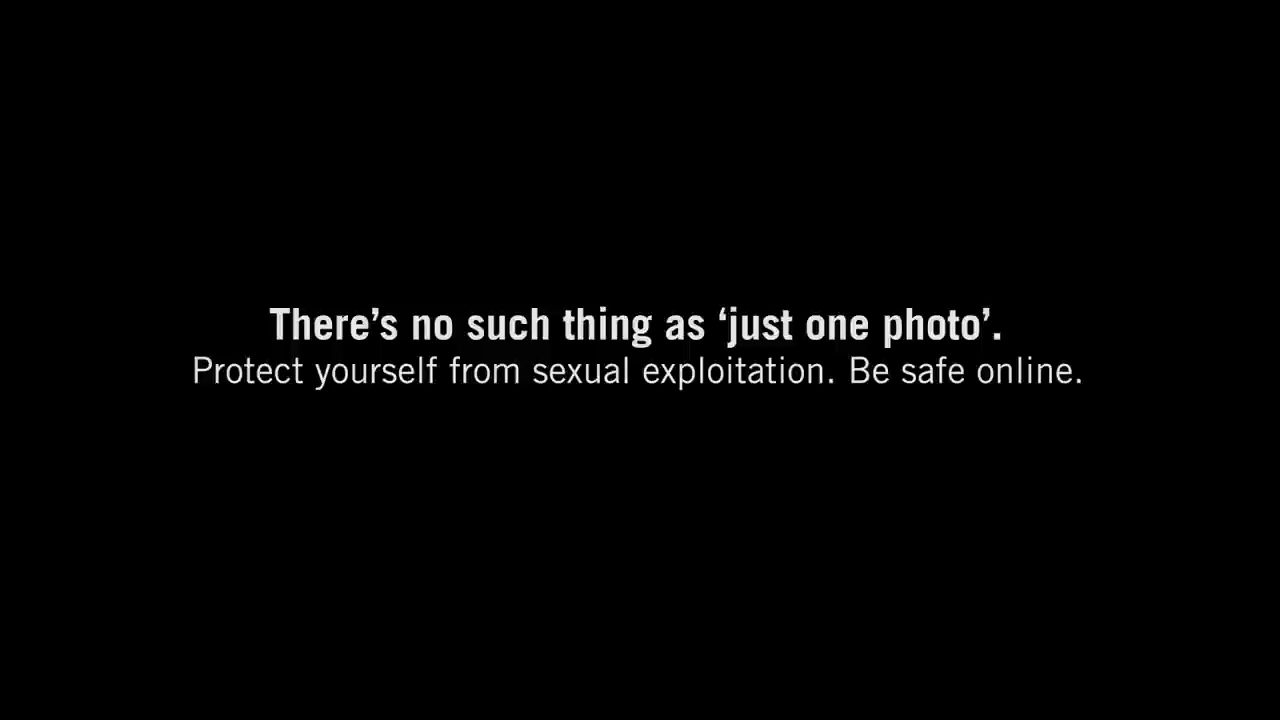 There’s no such thing as ‘just one photo’.
Protect yourself from sexual exploitation. Be safe online.